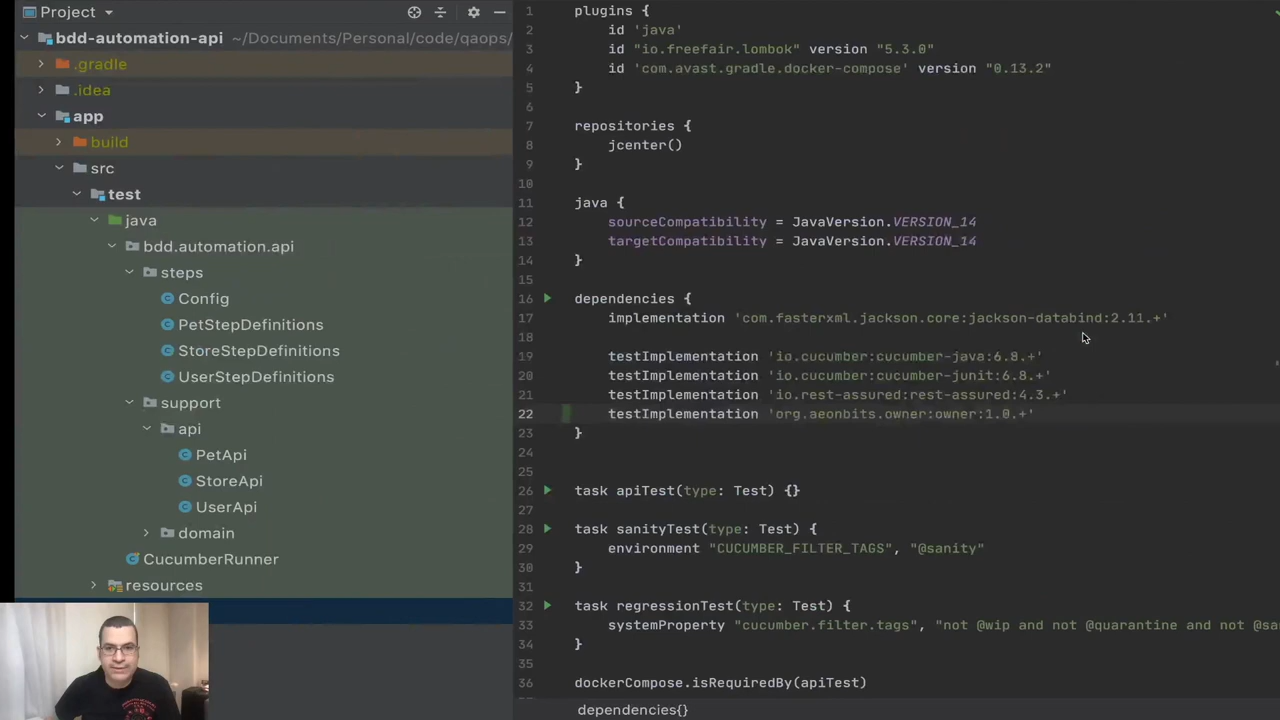 Project
bdd-automation-api ~/Documents/Personal/code/qaops/
.gradle
.idea
app
build
src
test
java
bdd.automation.api
steps
Config
PetStepDefinitions
StoreStepDefinitions
UserStepDefinitions
support
api
PetApi
StoreApi
UserApi
domain
CucumberRunner
resources
1 plugins {
2 id 'java'
3 id "io.freefair.lombok" version "5.3.0"
4 id 'com.avast.gradle.docker-compose' version "0.13.2"
5 }
6
7 repositories {
8 jcenter()
9 }
10
11 java {
12 sourceCompatibility = JavaVersion.VERSION_14
13 targetCompatibility = JavaVersion.VERSION_14
14 }
15
16 dependencies {
17 implementation 'com.fasterxml.jackson.core:jackson-databind:2.11.+'
18
19 testImplementation 'io.cucumber:cucumber-java:6.8.+'
20 testImplementation 'io.cucumber:cucumber-junit:6.8.+'
21 testImplementation 'io.rest-assured:rest-assured:4.3.+'
22 testImplementation 'org.aeonbits.owner:owner:1.0.+'
23 }
24
25
26 task apiTest(type: Test) {}
27
28 task sanityTest(type: Test) {
29 environment "CUCUMBER_FILTER_TAGS", "@sanity"
30 }
31
32 task regressionTest(type: Test) {
33 systemProperty "cucumber.filter.tags", "not @wip and not @quarantine and not @sa
34 }
35
36 dockerCompose.isRequiredBy(apiTest)
dependencies{}